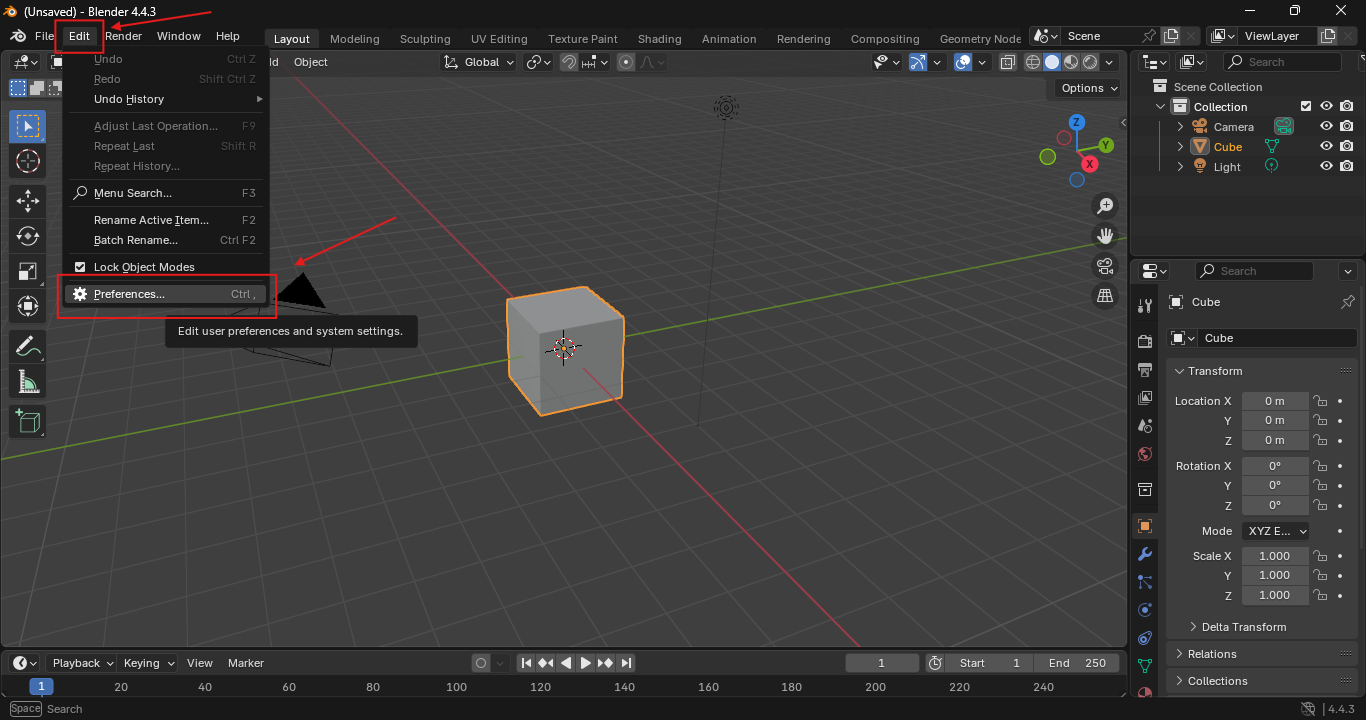 (Unsaved) - Blender 4.4.3
File Edit Render Window Help
Layout Modeling Sculpting UV Editing Texture Paint Shading Animation Rendering Compositing Geometry Node
Scene
ViewLayer
Object
Global
Search
Options
Undo Ctrl Z
Redo Shift Ctrl Z
Undo History
Adjust Last Operation... F9
Repeat Last Shift R
Repeat History...
Menu Search... F3
Rename Active Item... F2
Batch Rename... Ctrl F2
Lock Object Modes
Preferences... Ctrl ,
Edit user preferences and system settings.
Z
Y
X
Scene Collection
Collection
Camera
Cube
Light
Search
Cube
Cube
Transform
Location X 0 m
Y 0 m
Z 0 m
Rotation X 0°
Y 0°
Z 0°
Mode XYZ E...
Scale X 1.000
Y 1.000
Z 1.000
Delta Transform
Relations
Collections
Playback Keying View Marker
1
Start 1
End 250
1 20 40 60 80 100 120 140 160 180 200 220 240
Space Search
4.4.3